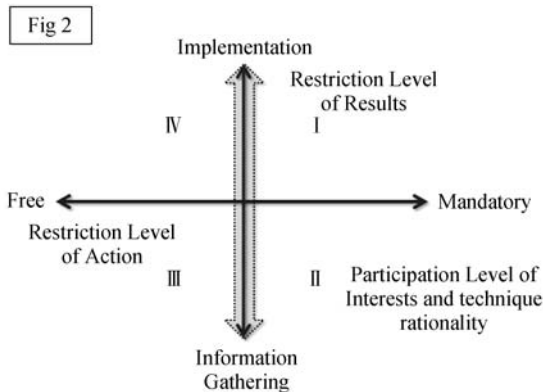 Fig 2
Implementation
Restriction Level
of Results
Ⅳ
Ⅰ
Free
Mandatory
Restriction Level
of Action
Ⅲ
Ⅱ
Participation Level of
Interests and technique
rationality
Information
Gathering